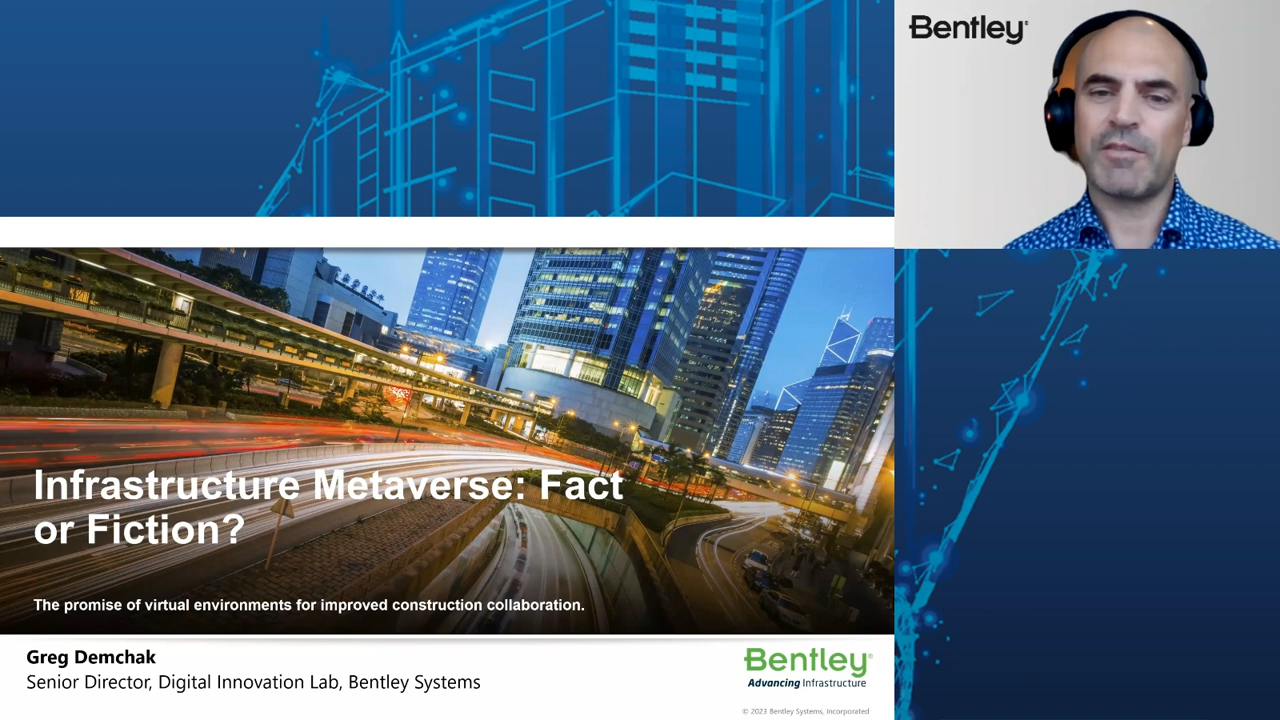 Bentley®
Infrastructure Metaverse: Fact
or Fiction?
The promise of virtual environments for improved construction collaboration.
Greg Demchak
Senior Director, Digital Innovation Lab, Bentley Systems
Bentley®
Advancing Infrastructure
© 2023 Bentley Systems, Incorporated